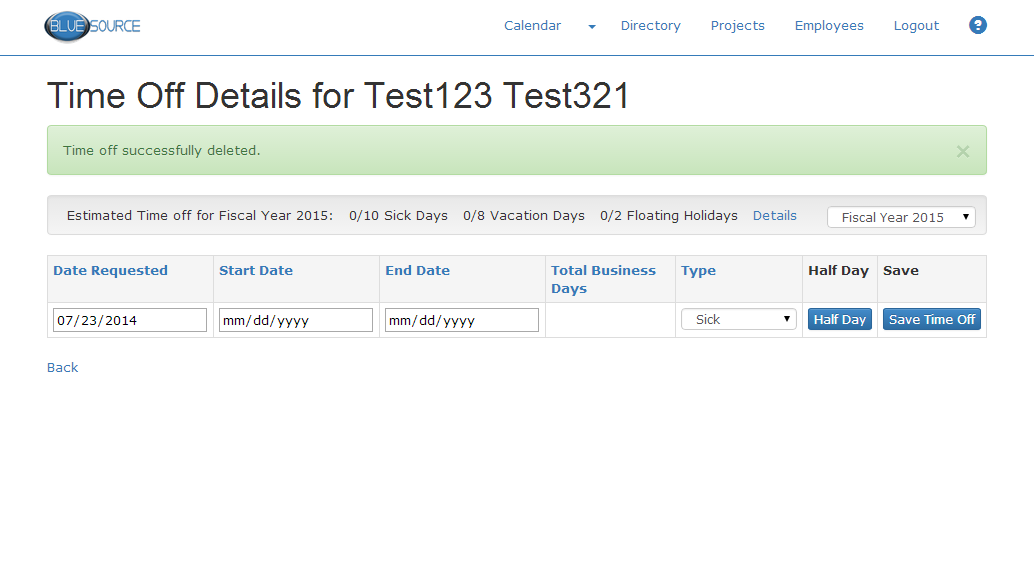 BLUESOURCE Calendar Directory Projects Employees Logout ?
Time Off Details for Test123 Test321
Time off successfully deleted. ×
Estimated Time off for Fiscal Year 2015: 0/10 Sick Days 0/8 Vacation Days 0/2 Floating Holidays Details Fiscal Year 2015
Date Requested Start Date End Date Total Business Days Type Half Day Save
07/23/2014 mm/dd/yyyy mm/dd/yyyy Sick Half Day Save Time Off
Back